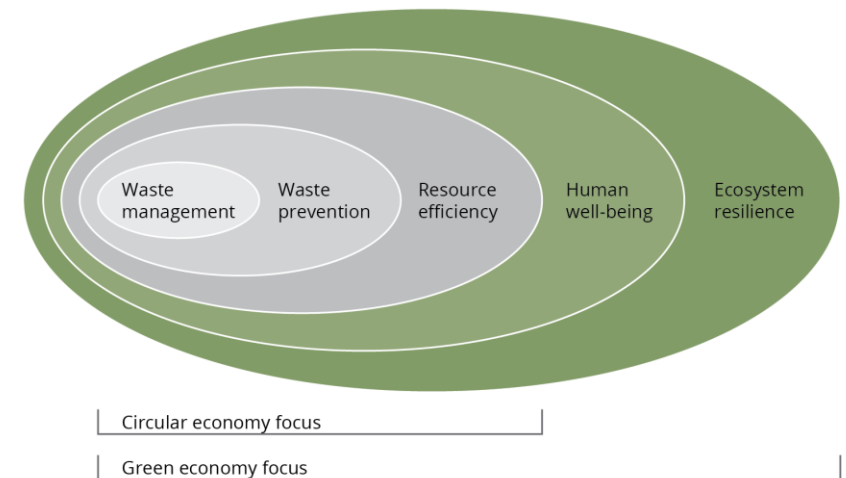 Waste
management
Waste
prevention
Resource
efficiency
Human
well-being
Ecosystem
resilience
Circular economy focus
Green economy focus